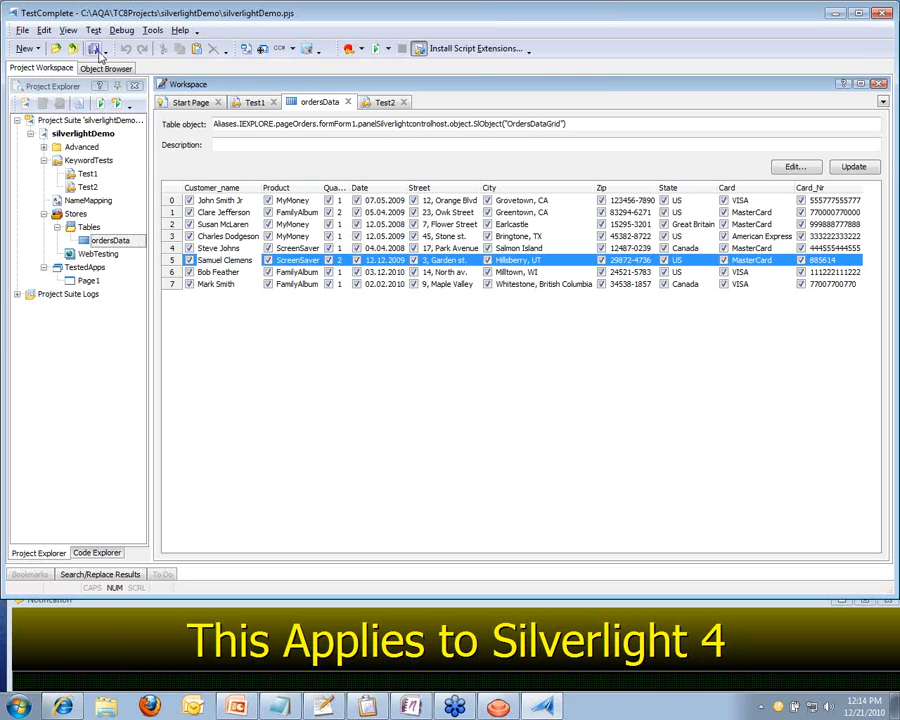 TestComplete - C:\AQA\TC8Projects\silverlightDemo\silverlightDemo.pjs
File Edit View Test Debug Tools Help
New Install Script Extensions...
Project Workspace Object Browser
Project Explorer Workspace
Start Page Test1 ordersData Test2
Project Suite 'silverlightDemo...
silverlightDemo
Advanced
KeywordTests
Test1
Test2
NameMapping
Stores
Tables
ordersData
WebTesting
TestedApps
Page1
Project Suite Logs
Table object: Aliases.IEXPLORE.pageOrders.formForm1.panelSilverlightcontrolhost.object.SlObject("OrdersDataGrid")
Description:
Edit... Update
Customer_name Product Qua... Date Street City Zip State Card Card_Nr
0 John Smith Jr MyMoney 1 07.05.2009 12, Orange Blvd Grovetown, CA 123456-7890 US VISA 555777555777
1 Clare Jefferson FamilyAlbum 2 23, Owk Street Greentown, CA 83294-6271 US MasterCard 770000770000
2 Susan McLaren MyMoney 1 12.05.2008 7, Flower Street Earlcastle 15295-3201 Great Britain MasterCard 999888777888
3 Charles Dodgeson MyMoney 1 12.05.2009 45, Stone st. Bringtone, TX 45382-8722 US American Express 333222333222
4 Steve Johns ScreenSaver 1 04.04.2008 17, Park Avenue Salmon Island 12487-0239 Canada MasterCard 444555444555
5 Samuel Clemens ScreenSaver 2 12.12.2009 3, Garden st. Hillsberry, UT 29872-4736 US MasterCard 885614
6 Bob Feather FamilyAlbum 1 03.12.2010 14, North av. Milltown, WI 24521-5783 US VISA 111222111222
7 Mark Smith FamilyAlbum 1 02.02.2010 9, Maple Valley Whitestone, British Columbia 34538-1857 Canada VISA 77007700770
Project Explorer Code Explorer
Bookmarks Search/Replace Results To Do
CAPS NUM SCRL
Notification
This Applies to Silverlight 4
12:14 PM
12/21/2010